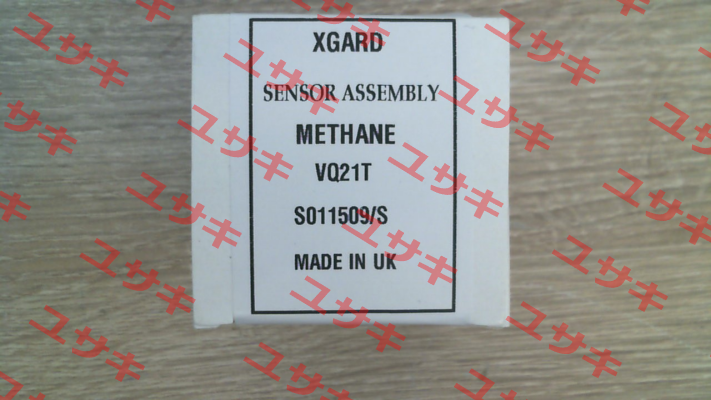 XGARD
SENSOR ASSEMBLY
METHANE
VQ21T
S011509/S
MADE IN UK
ユサキ